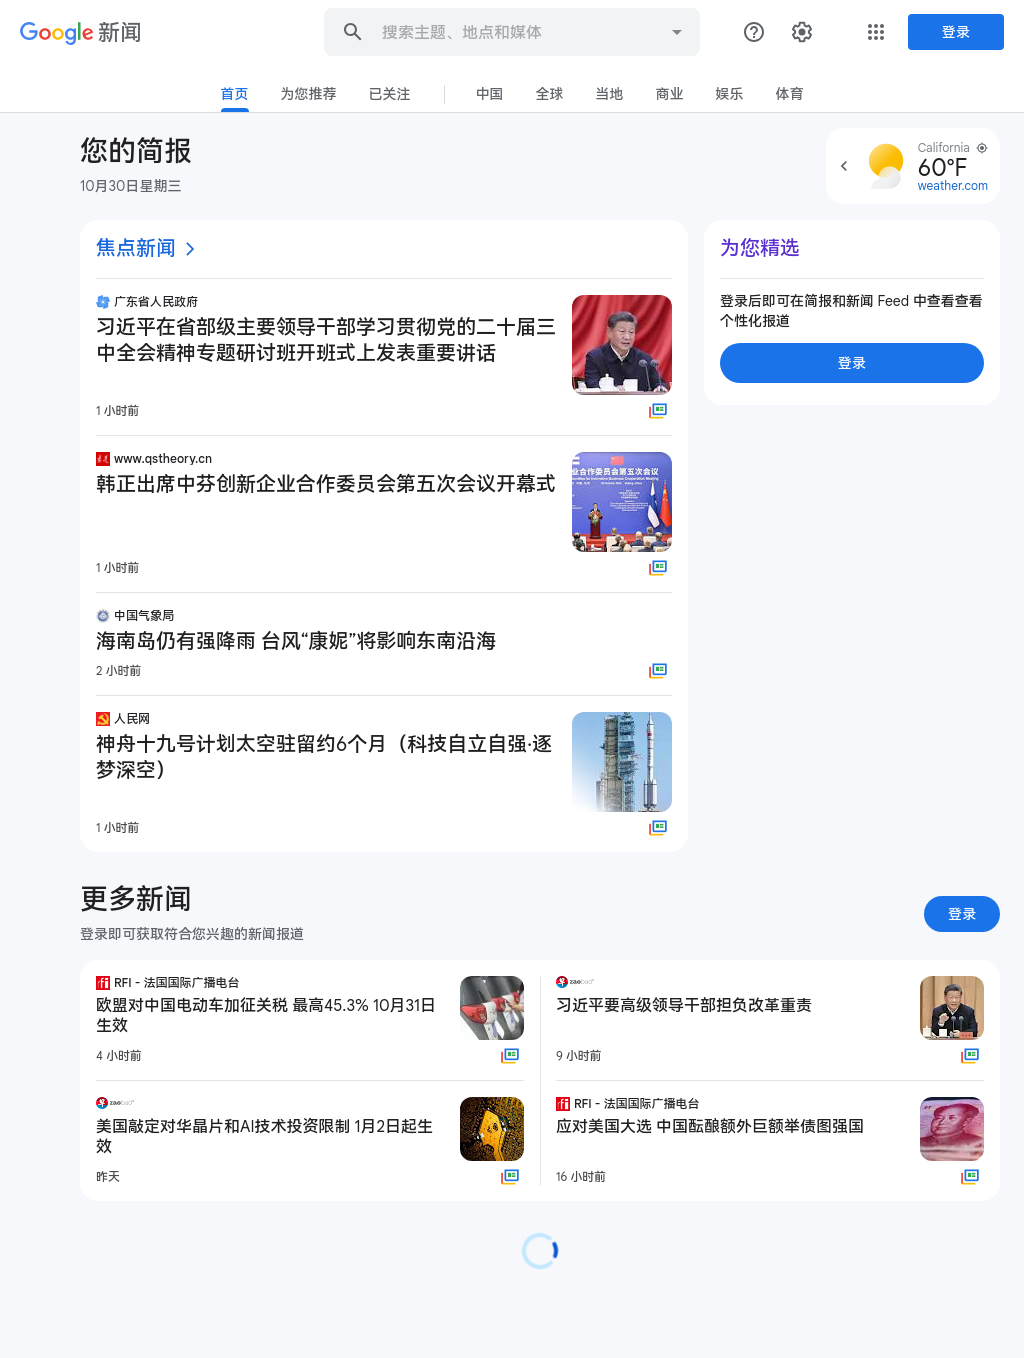 Google 新闻
搜索主题、地点和媒体
登录
首页
为您推荐
已关注
中国
全球
当地
商业
娱乐
体育
您的简报
10月30日星期三
California
60°F
weather.com
焦点新闻
广东省人民政府
习近平在省部级主要领导干部学习贯彻党的二十届三
中全会精神专题研讨班开班式上发表重要讲话
1 小时前
www.qstheory.cn
韩正出席中芬创新企业合作委员会第五次会议开幕式
1 小时前
中国气象局
海南岛仍有强降雨 台风“康妮”将影响东南沿海
2 小时前
人民网
神舟十九号计划太空驻留约6个月（科技自立自强·逐
梦深空）
1 小时前
为您精选
登录后即可在简报和新闻 Feed 中查看查看
个性化报道
登录
更多新闻
登录即可获取符合您兴趣的新闻报道
登录
RFI - 法国国际广播电台
欧盟对中国电动车加征关税 最高45.3% 10月31日
生效
4 小时前
zaobao
习近平要高级领导干部担负改革重责
9 小时前
zaobao
美国敲定对华晶片和AI技术投资限制 1月2日起生
效
昨天
RFI - 法国国际广播电台
应对美国大选 中国酝酿额外巨额举债图强国
16 小时前